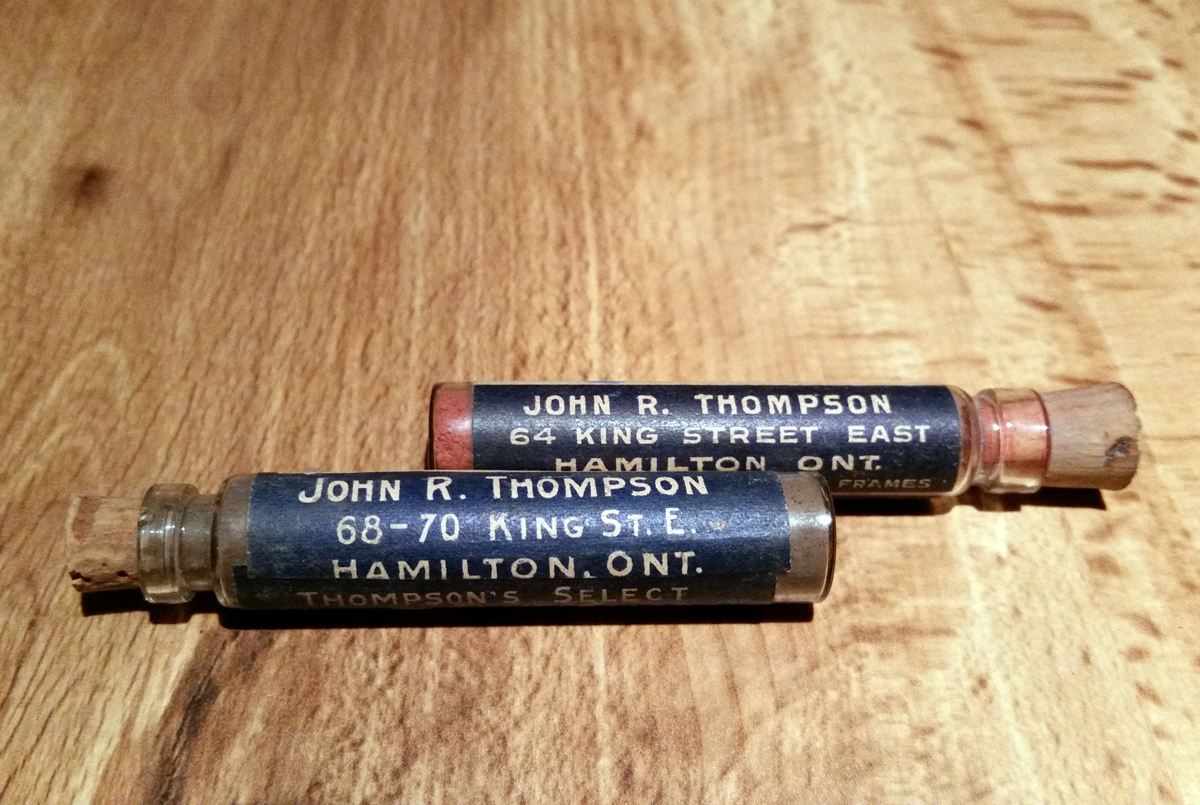 JOHN R. THOMPSON
64 KING STREET EAST
HAMILTON ONT.
FRAMES
JOHN R. THOMPSON
68-70 KING ST. E.
HAMILTON, ONT.
THOMPSON'S SELECT